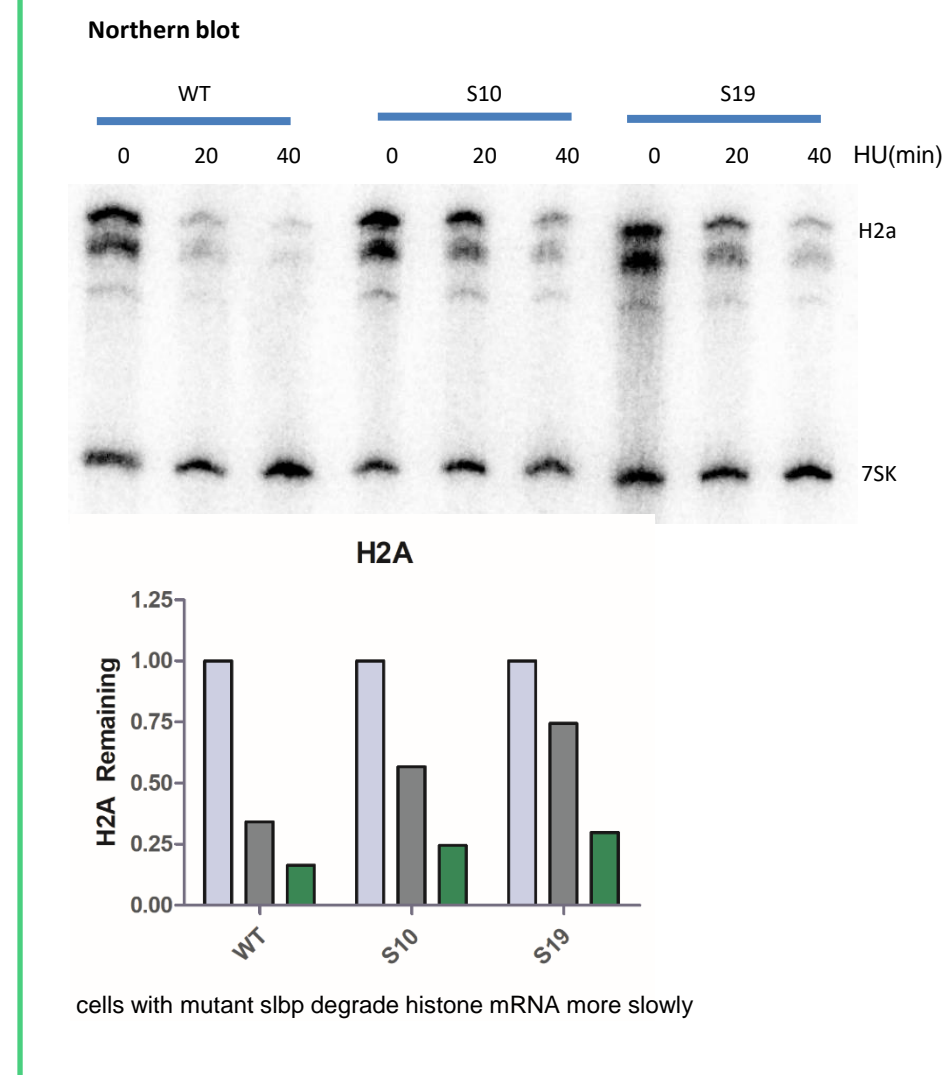 Northern blot
WT S10 S19
0 20 40 0 20 40 0 20 40 HU(min)
H2a
7SK
H2A
1.25
1.00
0.75
0.50
0.25
0.00
H2A Remaining
WT S10 S19
cells with mutant slbp degrade histone mRNA more slowly